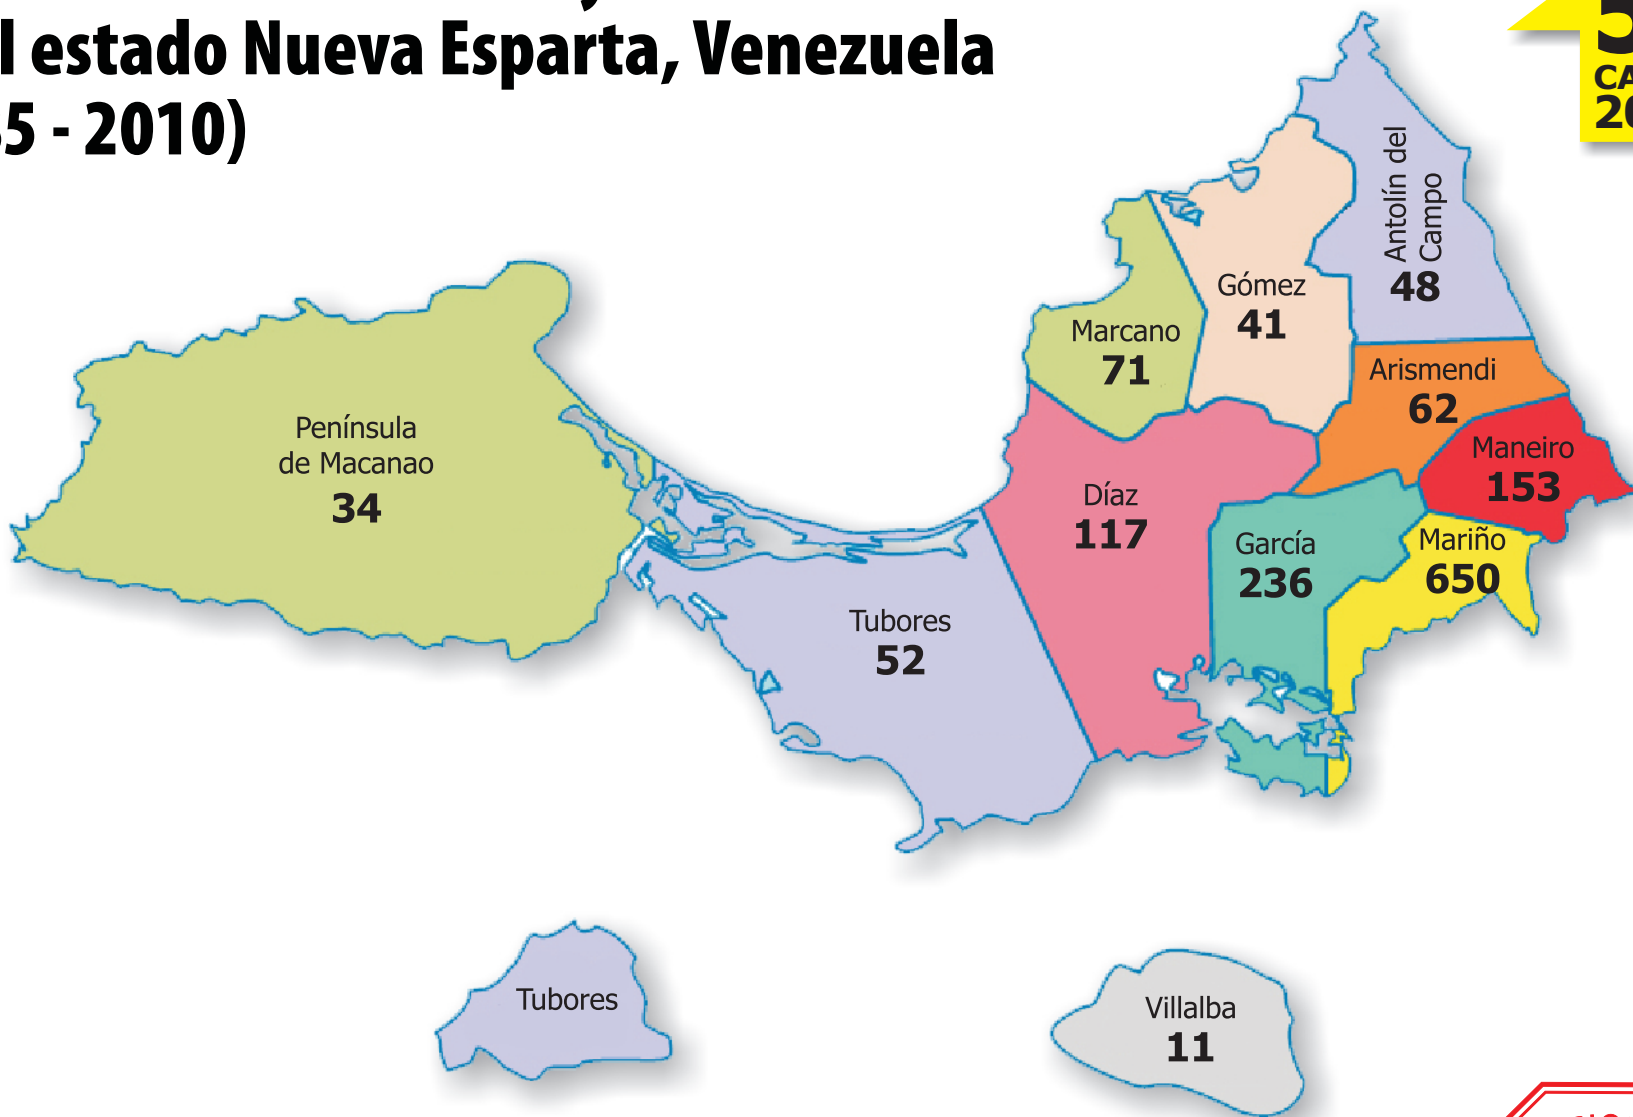 l estado Nueva Esparta, Venezuela
5 - 2010)
5
CA
20
Antolín del
Campo
48
Gómez
41
Marcano
71
Arismendi
62
Península
de Macanao
34
Maneiro
153
Díaz
117
García
236
Mariño
650
Tubores
52
Tubores
Villalba
11